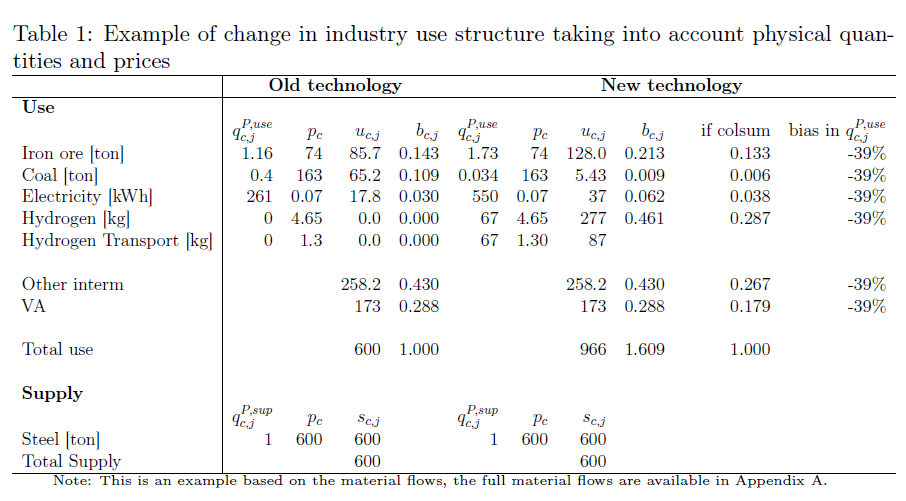 Table 1: Example of change in industry use structure taking into account physical quan-
tities and prices
Old technology New technology
Use
q_{c,j}^{P,use} p_c u_{c,j} b_{c,j} q_{c,j}^{P,use} p_c u_{c,j} b_{c,j} if colsum bias in q_{c,j}^{P,use}
Iron ore [ton] 1.16 74 85.7 0.143 1.73 74 128.0 0.213 0.133 -39%
Coal [ton] 0.4 163 65.2 0.109 0.034 163 5.43 0.009 0.006 -39%
Electricity [kWh] 261 0.07 17.8 0.030 550 0.07 37 0.062 0.038 -39%
Hydrogen [kg] 0 4.65 0.0 0.000 67 4.65 277 0.461 0.287 -39%
Hydrogen Transport [kg] 0 1.3 0.0 0.000 67 1.30 87
Other interm 258.2 0.430 258.2 0.430 0.267 -39%
VA 173 0.288 173 0.288 0.179 -39%
Total use 600 1.000 966 1.609 1.000
Supply
q_{c,j}^{P,sup} p_c s_{c,j} q_{c,j}^{P,sup} p_c s_{c,j}
Steel [ton] 1 600 600 1 600 600
Total Supply 600 600
Note: This is an example based on the material flows, the full material flows are available in Appendix A.